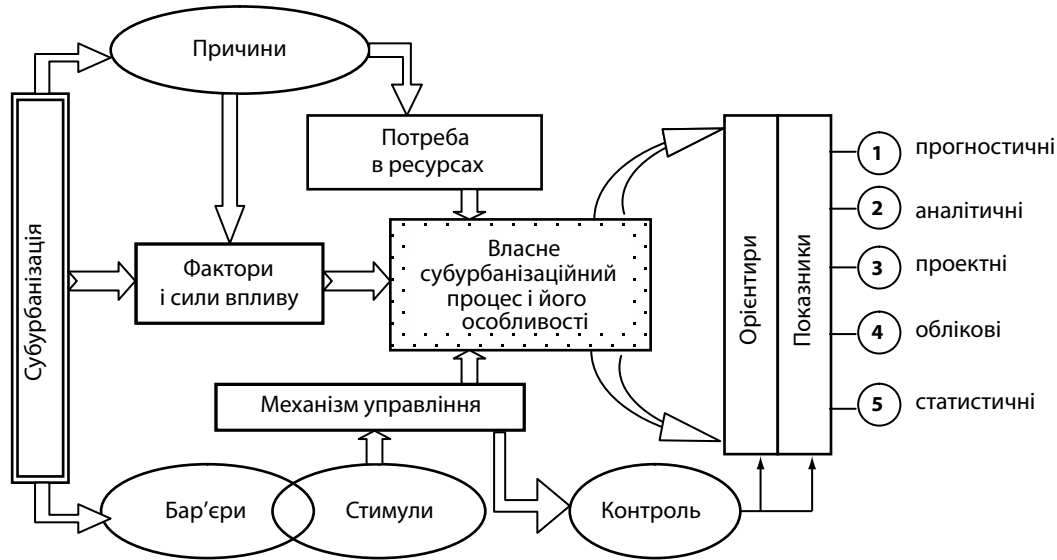 Причини
Потреба
в ресурсах
Субурбанізація
Фактори
і сили впливу
Власне
субурбанізаційний
процес і його
особливості
Механізм управління
Бар’єри
Стимули
Контроль
Орієнтири
Показники
1 прогностичні
2 аналітичні
3 проектні
4 облікові
5 статистичні